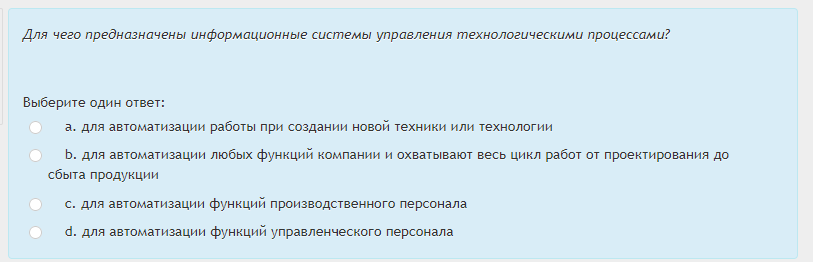 Для чего предназначены информационные системы управления технологическими процессами?
Выберите один ответ:
a. для автоматизации работы при создании новой техники или технологии
b. для автоматизации любых функций компании и охватывают весь цикл работ от проектирования до
сбыта продукции
c. для автоматизации функций производственного персонала
d. для автоматизации функций управленческого персонала